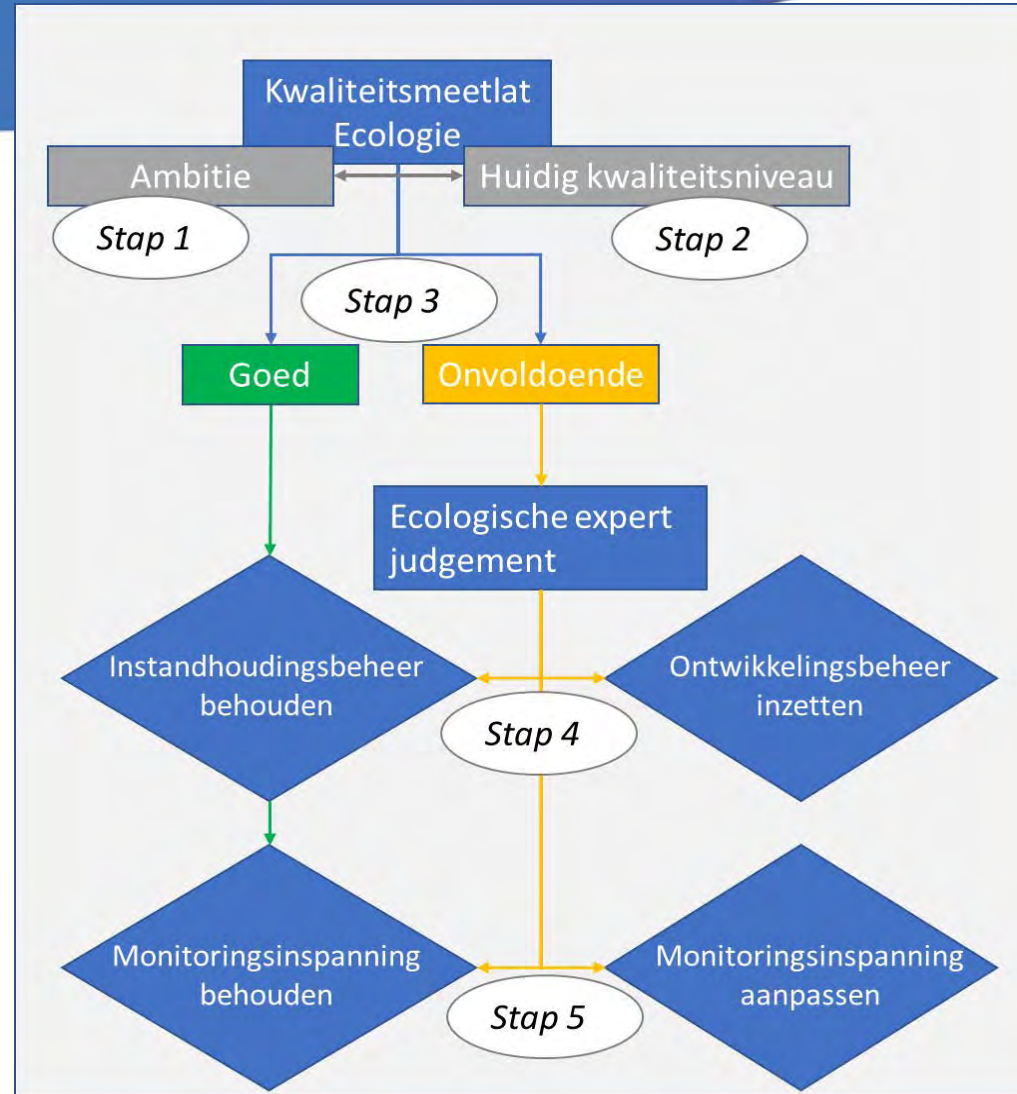 Kwaliteitsmeetlat
Ecologie
Ambitie
Huidig kwaliteitsniveau
Stap 1
Stap 2
Stap 3
Goed
Onvoldoende
Ecologische expert
judgement
Instandhoudingsbeheer
behouden
Ontwikkelingsbeheer
inzetten
Stap 4
Monitoringsinspanning
behouden
Monitoringsinspanning
aanpassen
Stap 5